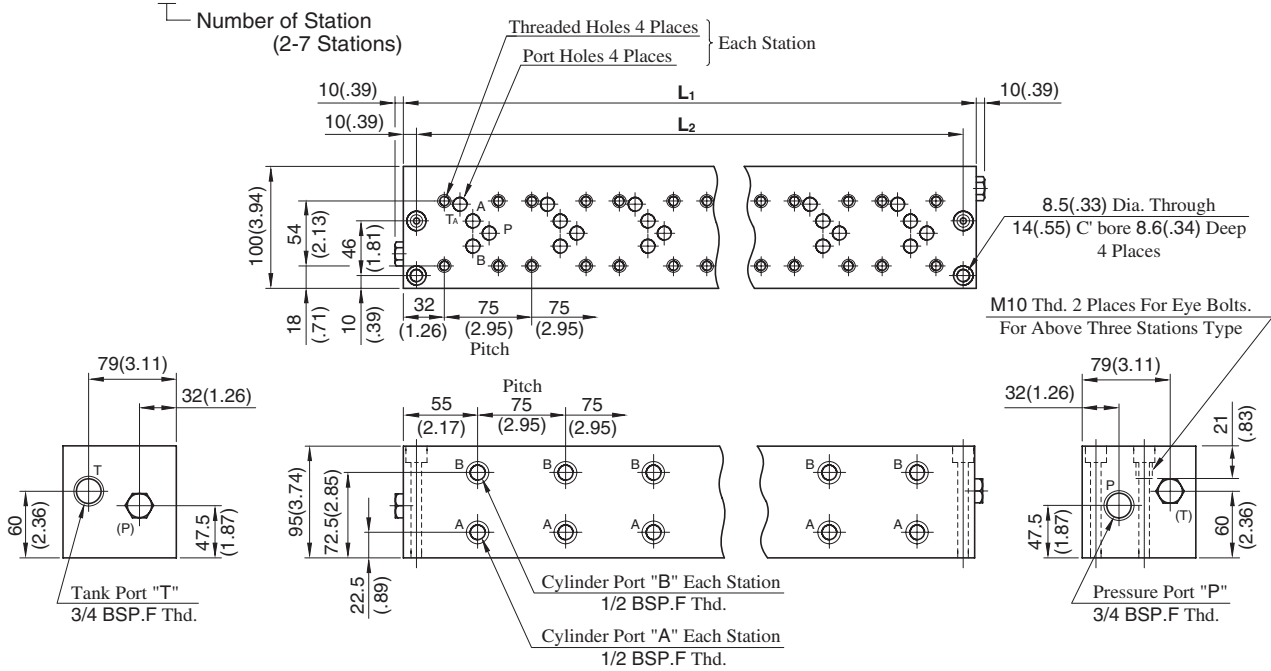 Number of Station
(2-7 Stations)
Threaded Holes 4 Places
Port Holes 4 Places
Each Station
10(.39)
L1
10(.39)
10(.39)
L2
100(3.94)
54
(2.13)
46
(1.81)
TA
A
P
B
8.5(.33) Dia. Through
14(.55) C' bore 8.6(.34) Deep
4 Places
18
(.71)
10
(.39)
32
(1.26)
75
(2.95)
Pitch
75
(2.95)
M10 Thd. 2 Places For Eye Bolts.
For Above Three Stations Type
79(3.11)
32(1.26)
T
(P)
60
(2.36)
47.5
(1.87)
Tank Port "T"
3/4 BSP.F Thd.
Pitch
55
(2.17)
75
(2.95)
75
(2.95)
95(3.74)
72.5(2.85)
22.5
(.89)
B
B
B
B
B
A
A
A
A
A
Cylinder Port "B" Each Station
1/2 BSP.F Thd.
Cylinder Port "A" Each Station
1/2 BSP.F Thd.
79(3.11)
32(1.26)
21
(.83)
P
(T)
47.5
(1.87)
60
(2.36)
Pressure Port "P"
3/4 BSP.F Thd.